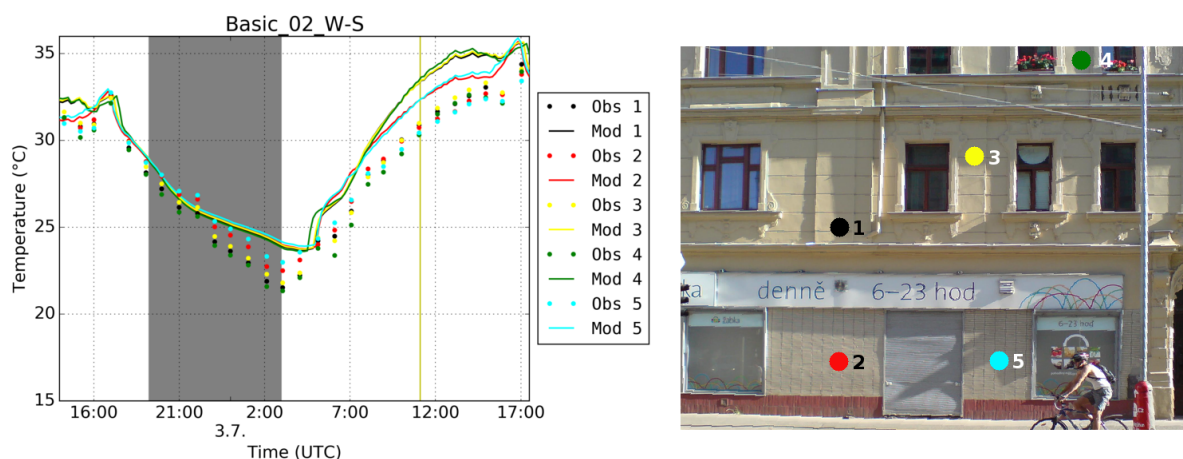 Basic_02_W-S
Temperature (°C)
35
30
25
20
15
16:00
21:00
2:00
7:00
12:00
17:00
3.7.
Time (UTC)
Obs 1
Mod 1
Obs 2
Mod 2
Obs 3
Mod 3
Obs 4
Mod 4
Obs 5
Mod 5
4
3
1
ka denně 6–23 hod
žabka
6–23 hod
2
5